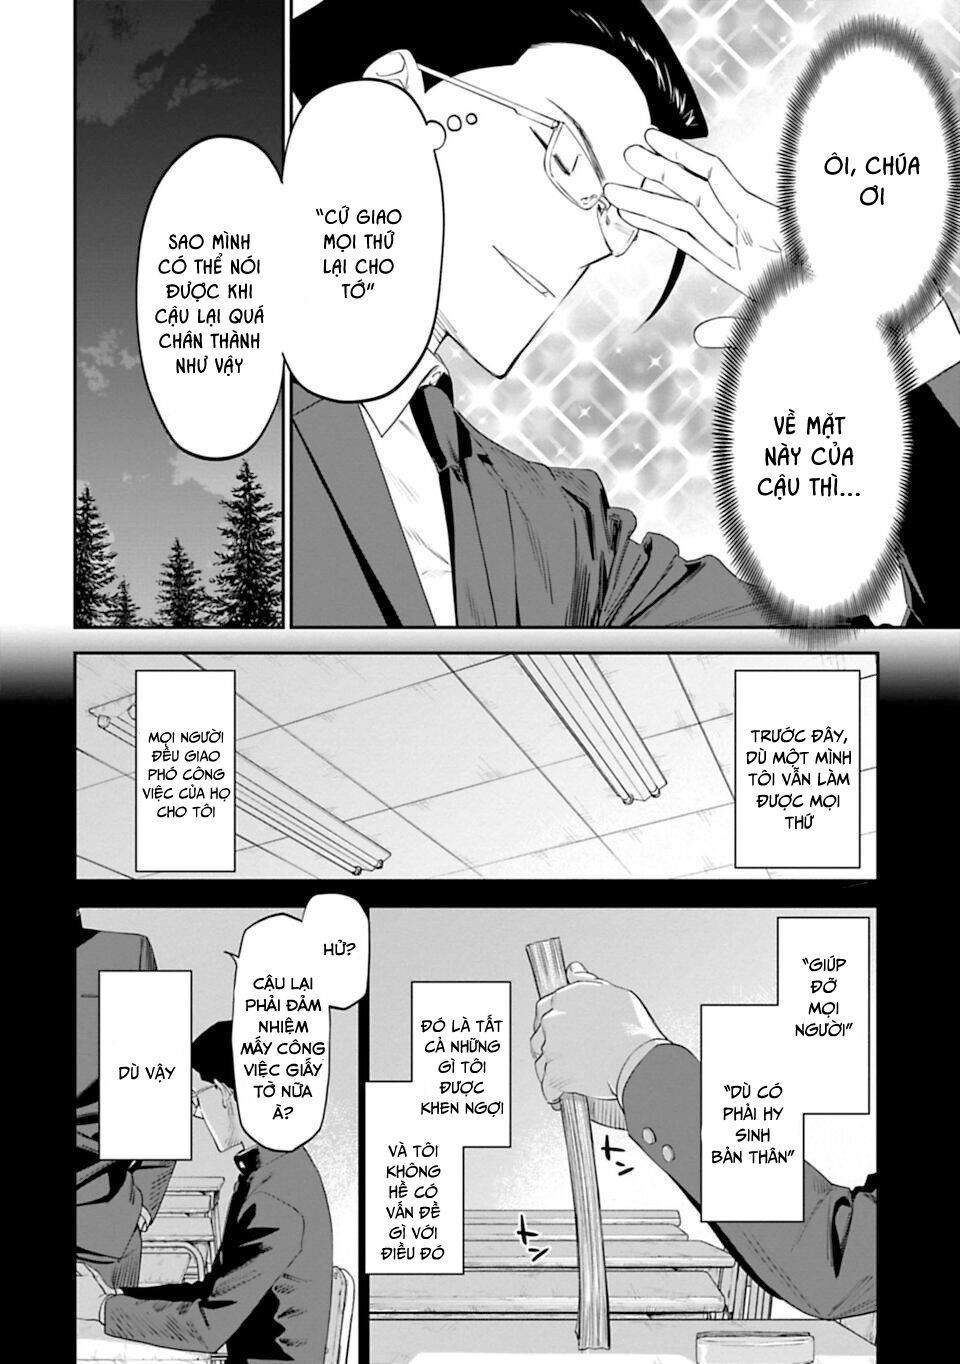 ÔI, CHÚA
ƠI
VỀ MẶT
NÀY CỦA
CẬU THÌ...
"CỨ GIAO
MỌI THỨ
LẠI CHO
TỚ"
SAO MÌNH
CÓ THỂ NÓI
ĐƯỢC KHI
CẬU LẠI QUÁ
CHÂN THÀNH
NHƯ VẬY
TRƯỚC ĐÂY,
DÙ MỘT MÌNH
TÔI VẪN LÀM
ĐƯỢC MỌI
THỨ
MỌI NGƯỜI
ĐỀU GIAO
PHÓ CÔNG
VIỆC CỦA HỌ
CHO TÔI
"GIÚP
ĐỠ
MỌI
NGƯỜI"
"DÙ CÓ
PHẢI HY
SINH
BẢN THÂN"
ĐÓ LÀ TẤT
CẢ NHỮNG
GÌ TÔI
ĐƯỢC
KHEN NGỢI
VÀ TÔI
KHÔNG
HỀ CÓ
VẤN ĐỀ
GÌ VỚI
ĐIỀU ĐÓ
HỬ?
CẬU LẠI
PHẢI ĐẢM
NHIỆM
MẤY CÔNG
VIỆC GIẤY
TỜ NỮA
À?
DÙ VẬY